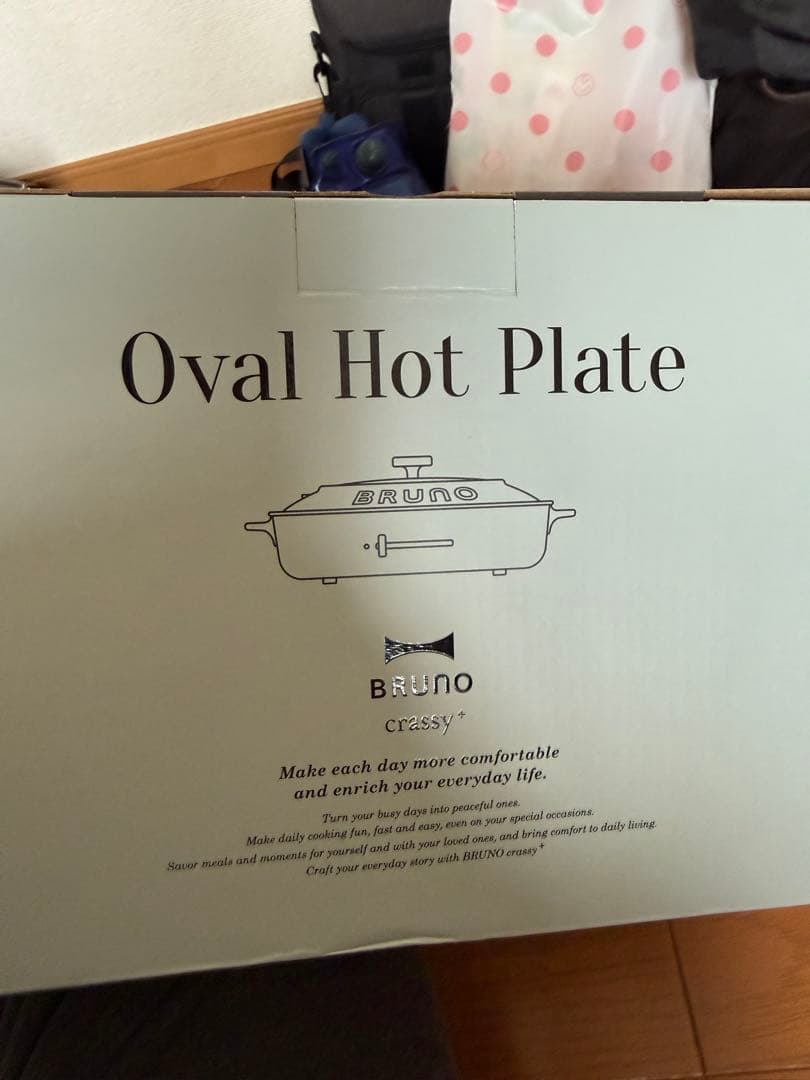 Oval Hot Plate
BRUNO
BRUNO
crassy+
Make each day more comfortable
and enrich your everyday life.
Turn your busy days into peaceful ones.
Make daily cooking fun, fast and easy, even on your special occasions.
Savor meals and moments for yourself and with your loved ones, and bring comfort to daily living.
Craft your everyday story with BRUNO crassy+